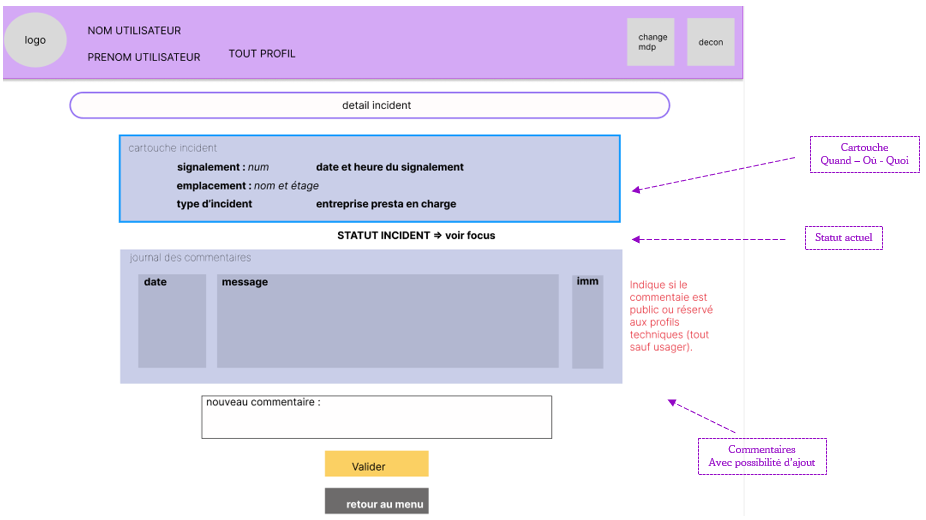 logo
NOM UTILISATEUR
PRENOM UTILISATEUR
TOUT PROFIL
change
mdp
decon
detail incident
cartouche incident
signalement : num
date et heure du signalement
emplacement : nom et étage
type d'incident
entreprise presta en charge
Cartouche
Quand – Où - Quoi
STATUT INCIDENT => voir focus
Statut actuel
journal des commentaires
date
message
imm
Indique si le
commentaie est
public ou réservé
aux profils
techniques (tout
sauf usager).
nouveau commentaire :
Commentaires
Avec possibilité d'ajout
Valider
retour au menu